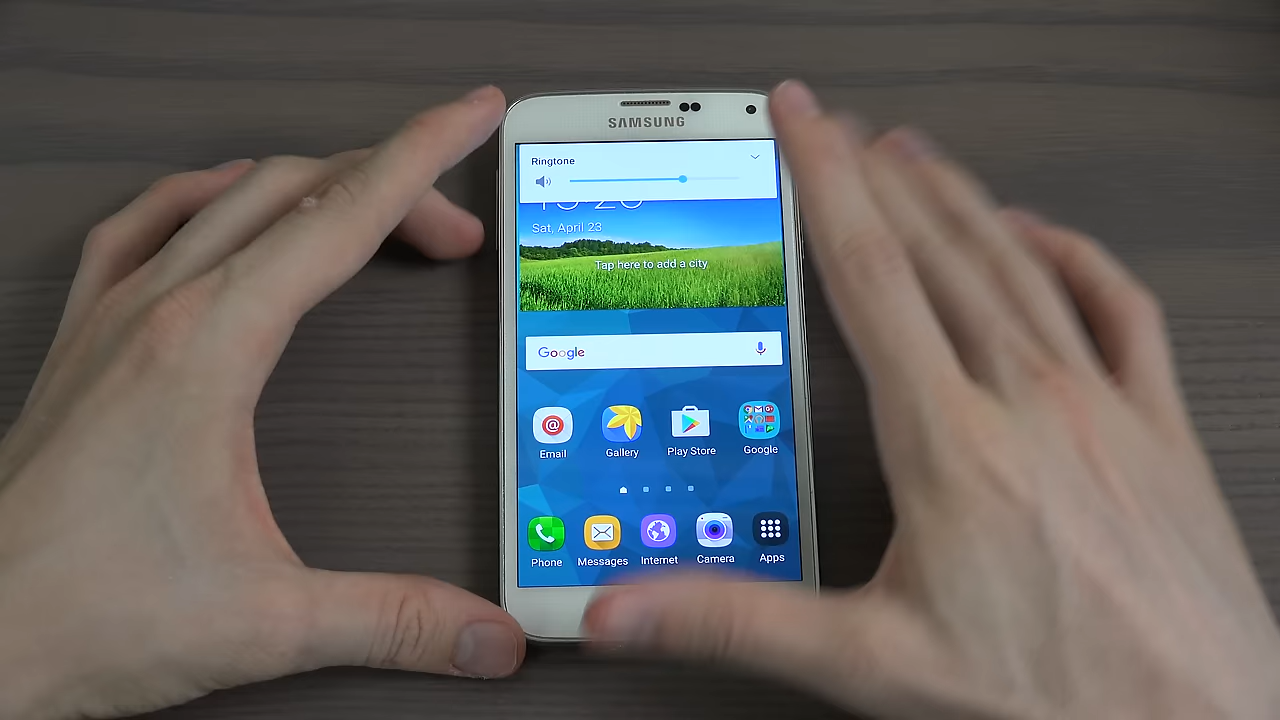 SAMSUNG
Ringtone
Sat, April 23
Tap here to add a city
Google
Email Gallery Play Store Google
Phone Messages Internet Camera Apps